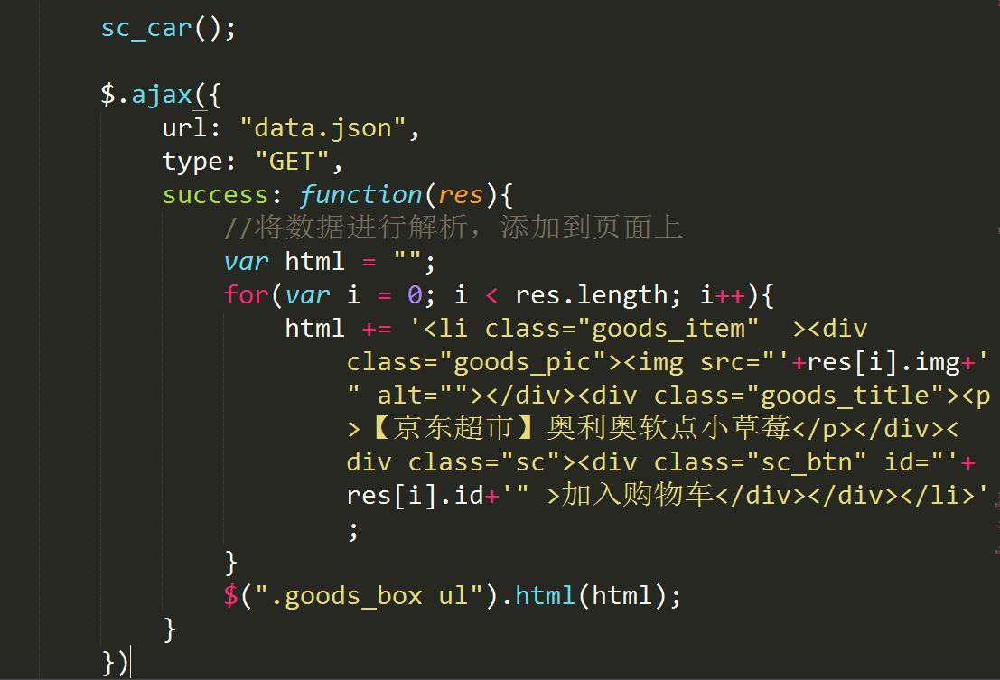 sc_car();
$.ajax({
url: "data.json",
type: "GET",
success: function(res){
//将数据进行解析，添加到页面上
var html = "";
for(var i = 0; i < res.length; i++){
html += '<li class="goods_item"  ><div
class="goods_pic"><img src="'+res[i].img+'
" alt=""></div><div class="goods_title"><p
>【京东超市】奥利奥软点小草莓</p></div><
div class="sc"><div class="sc_btn" id="'+
res[i].id+'" >加入购物车</div></div></li>'
;
}
$(".goods_box ul").html(html);
}
})